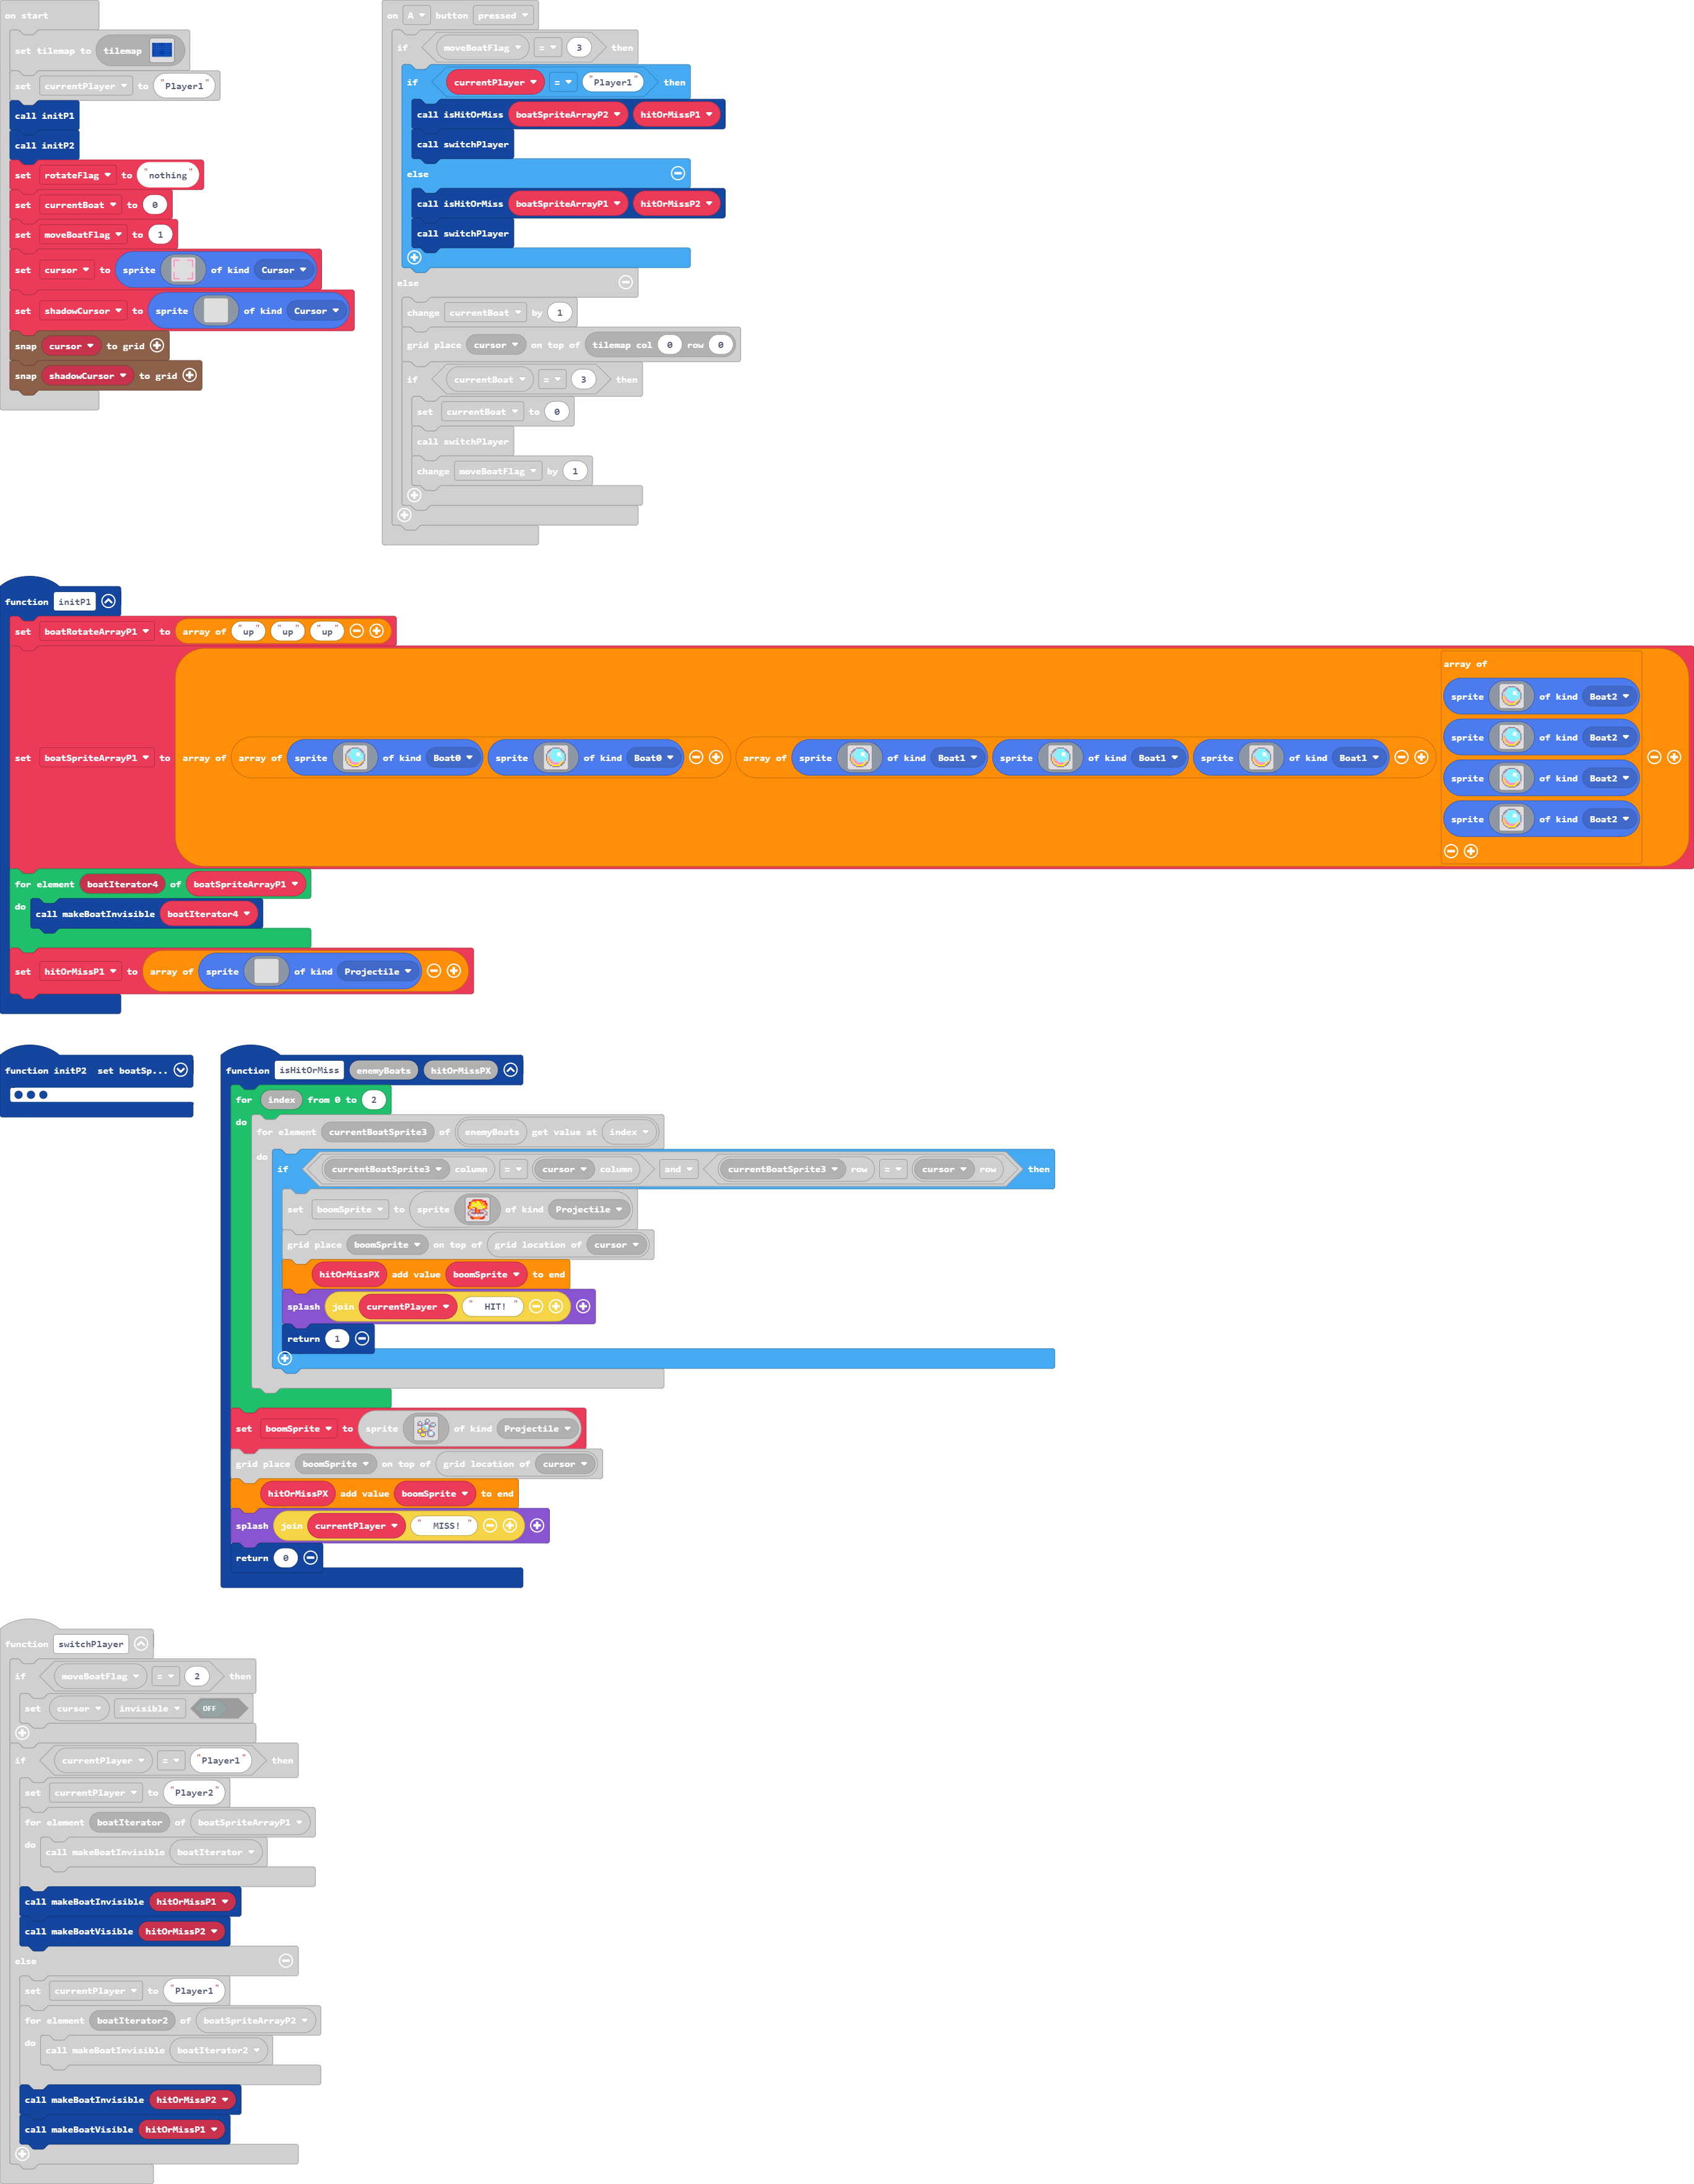 on start
set tilemap to tilemap
set currentPlayer to "Player1"
call initP1
call initP2
set rotateFlag to "nothing"
set currentBoat to 0
set moveBoatFlag to 1
set cursor to sprite of kind Cursor
set shadowCursor to sprite of kind Cursor
snap cursor to grid
snap shadowCursor to grid
on A button pressed
if moveBoatFlag = 3 then
if currentPlayer = "Player1" then
call isHitOrMiss boatSpriteArrayP2 hitOrMissP1
call switchPlayer
else
call isHitOrMiss boatSpriteArrayP1 hitOrMissP2
call switchPlayer
else
change currentBoat by 1
grid place cursor on top of tilemap col 0 row 0
if currentBoat = 3 then
set currentBoat to 0
call switchPlayer
change moveBoatFlag by 1
function initP1
set boatRotateArrayP1 to array of "up" "up" "up"
set boatSpriteArrayP1 to array of array of sprite of kind Boat0 sprite of kind Boat0 array of sprite of kind Boat1 sprite of kind Boat1 sprite of kind Boat1 array of
sprite of kind Boat2
sprite of kind Boat2
sprite of kind Boat2
sprite of kind Boat2
for element boatIterator4 of boatSpriteArrayP1
do call makeBoatInvisible boatIterator4
set hitOrMissP1 to array of sprite of kind Projectile
function initP2 set boatSp...
function isHitOrMiss enemyBoats hitOrMissPX
for index from 0 to 2
do
for element currentBoatSprite3 of enemyBoats get value at index
do
if currentBoatSprite3 column = cursor column and currentBoatSprite3 row = cursor row then
set boomSprite to sprite of kind Projectile
grid place boomSprite on top of grid location of cursor
hitOrMissPX add value boomSprite to end
splash join currentPlayer " HIT! "
return 1
set boomSprite to sprite of kind Projectile
grid place boomSprite on top of grid location of cursor
hitOrMissPX add value boomSprite to end
splash join currentPlayer " MISS! "
return 0
function switchPlayer
if moveBoatFlag = 2 then
set cursor invisible OFF
if currentPlayer = "Player1" then
set currentPlayer to "Player2"
for element boatIterator of boatSpriteArrayP1
do call makeBoatInvisible boatIterator
call makeBoatInvisible hitOrMissP1
call makeBoatVisible hitOrMissP2
else
set currentPlayer to "Player1"
for element boatIterator2 of boatSpriteArrayP2
do call makeBoatInvisible boatIterator2
call makeBoatInvisible hitOrMissP2
call makeBoatVisible hitOrMissP1